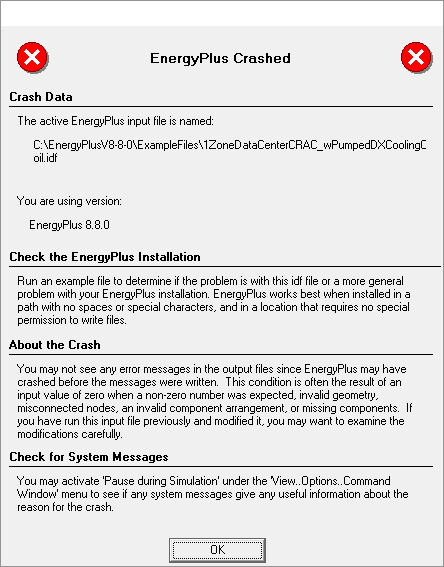 EnergyPlus Crashed
Crash Data
The active EnergyPlus input file is named:
C:\EnergyPlusV8-8-0\ExampleFiles\1ZoneDataCenterCRAC_wPumpedDXCoolingC
oil.idf
You are using version:
EnergyPlus 8.8.0
Check the EnergyPlus Installation
Run an example file to determine if the problem is with this idf file or a more general
problem with your EnergyPlus installation. EnergyPlus works best when installed in a
path with no spaces or special characters, and in a location that requires no special
permission to write files.
About the Crash
You may not see any error messages in the output files since EnergyPlus may have
crashed before the messages were written.  This condition is often the result of an
input value of zero when a non-zero number was expected, invalid geometry,
misconnected nodes, an invalid component arrangement, or missing components.  If
you have run this input file previously and modified it, you may want to examine the
modifications carefully.
Check for System Messages
You may activate 'Pause during Simulation' under the 'View..Options..Command
Window' menu to see if any system messages give any useful information about the
reason for the crash.
OK